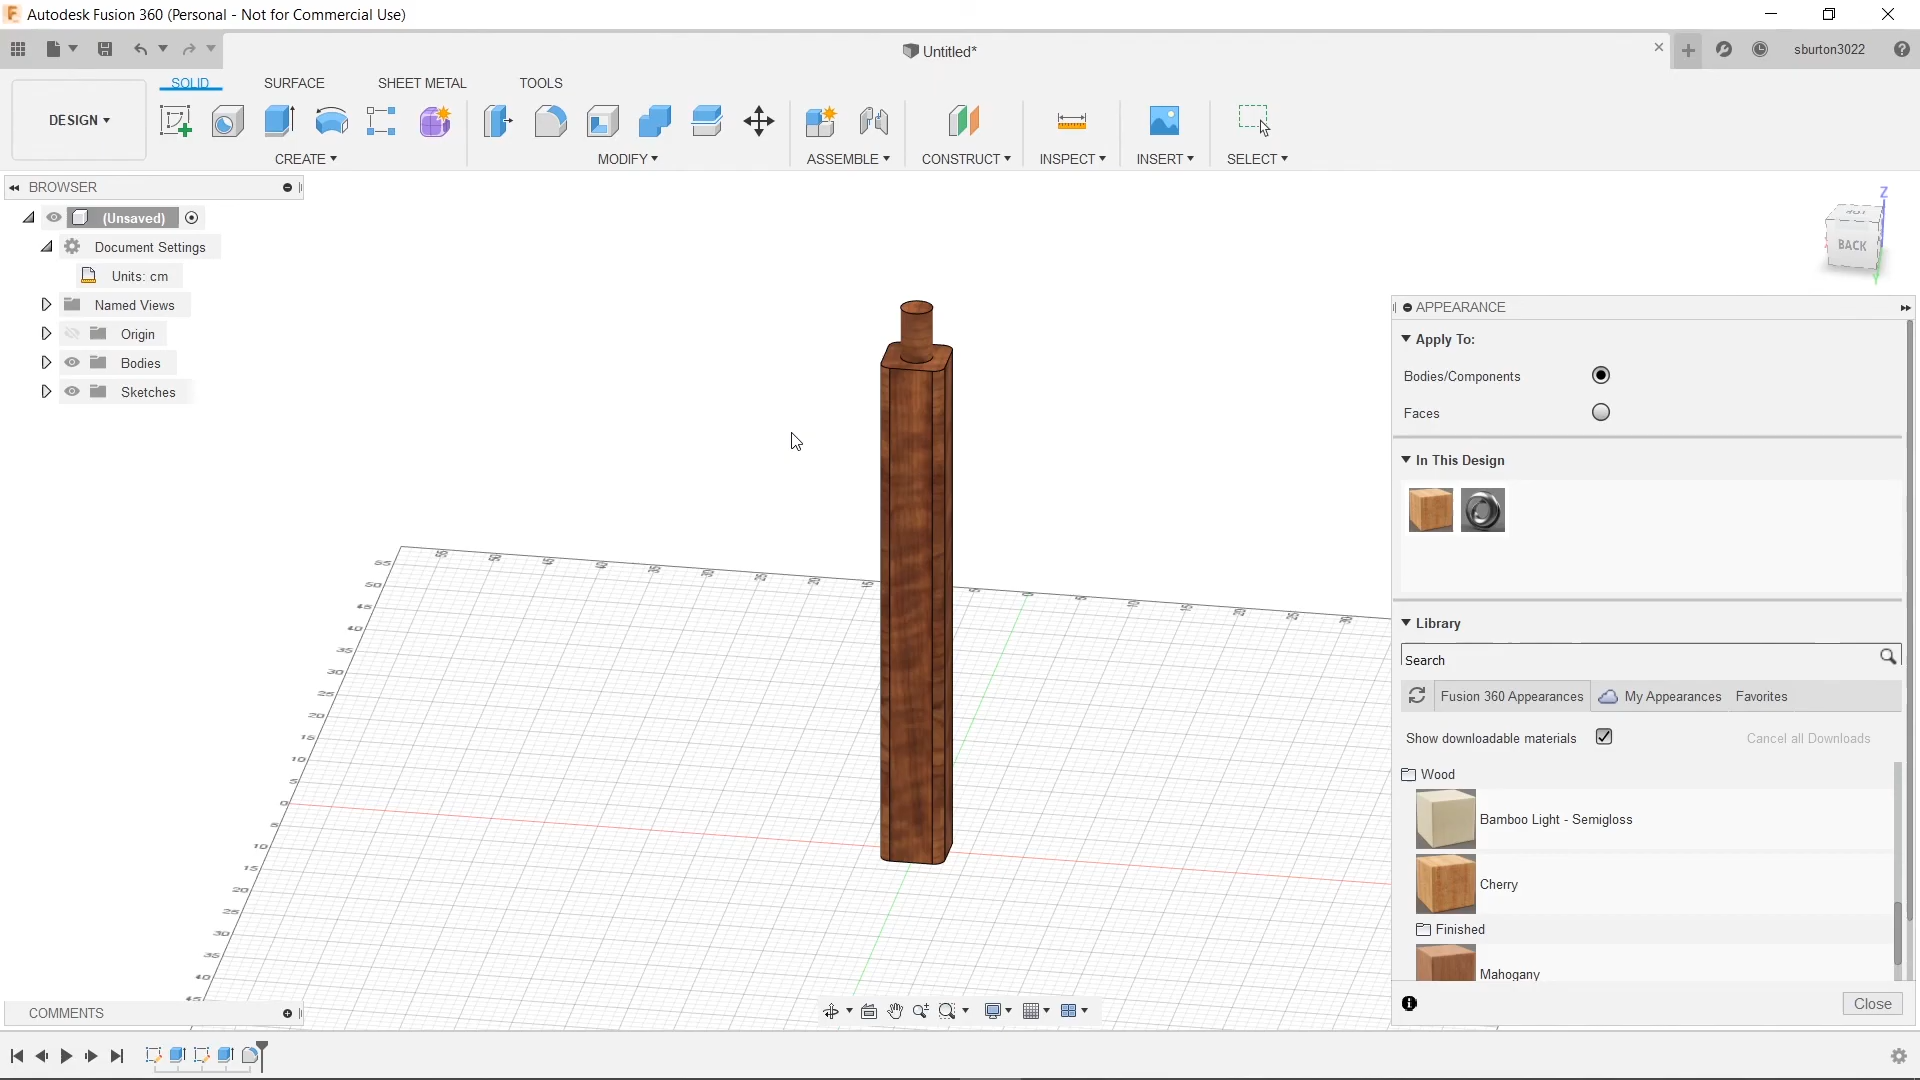 Autodesk Fusion 360 (Personal - Not for Commercial Use)
Untitled*
sburton3022
DESIGN
SOLID
SURFACE
SHEET METAL
TOOLS
CREATE
MODIFY
ASSEMBLE
CONSTRUCT
INSPECT
INSERT
SELECT
BROWSER
(Unsaved)
Document Settings
Units: cm
Named Views
Origin
Bodies
Sketches
Z
BACK
Y
APPEARANCE
Apply To:
Bodies/Components
Faces
In This Design
Library
Search
Fusion 360 Appearances
My Appearances
Favorites
Show downloadable materials
Cancel all Downloads
Wood
Bamboo Light - Semigloss
Cherry
Finished
Mahogany
Close
COMMENTS